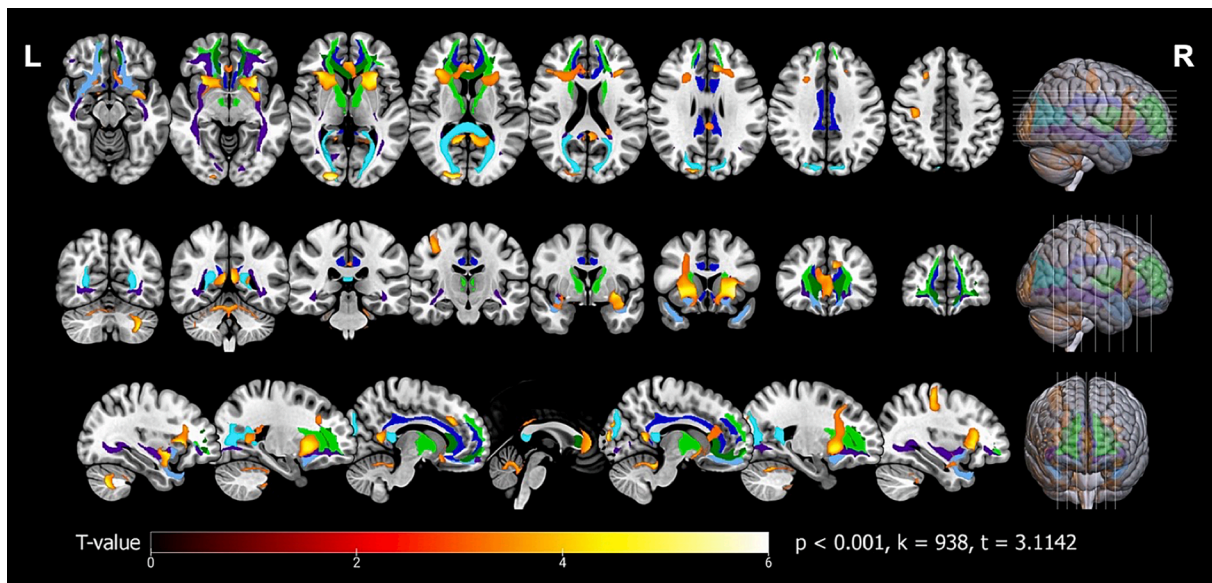 L R
T-value
0 2 4 6
p < 0.001, k = 938, t = 3.1142